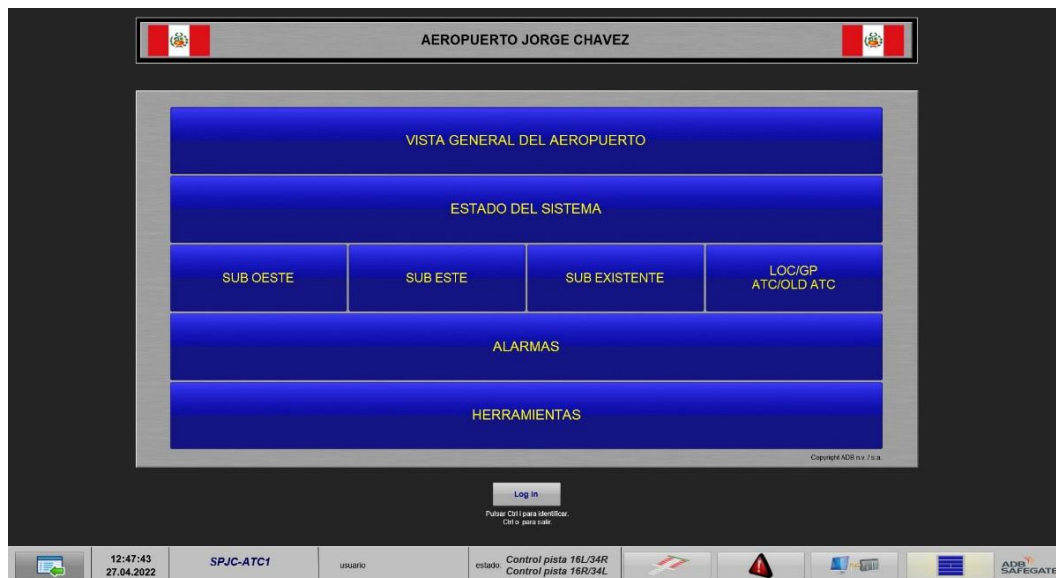 AEROPUERTO JORGE CHAVEZ
VISTA GENERAL DEL AEROPUERTO
ESTADO DEL SISTEMA
SUB OESTE
SUB ESTE
SUB EXISTENTE
LOC/GP
ATC/OLD ATC
ALARMAS
HERRAMIENTAS
Copyright ADB n.v. / s.a.
Log In
Pulsar Ctrl i para identificar.
Ctrl o para salir.
12:47:43
27.04.2022
SPJC-ATC1
usuario
estado:
Control pista 16L/34R
Control pista 16R/34L
ADB
SAFEGATE